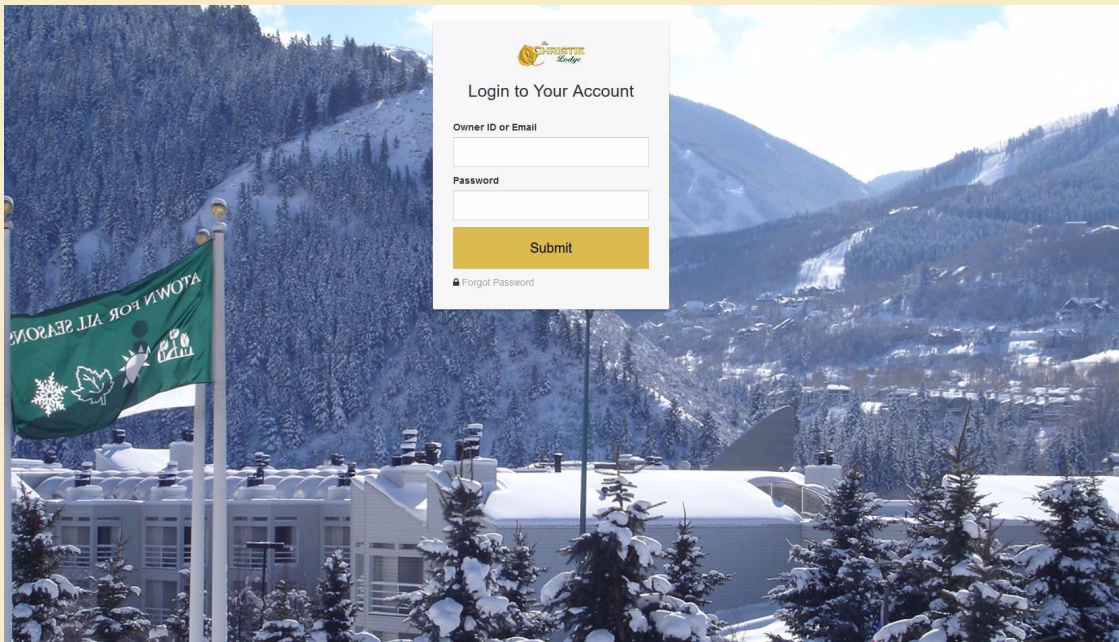 The
CHRISTIE
Lodge
Login to Your Account
Owner ID or Email
Password
Submit
Forgot Password
A TOWN FOR ALL SEASONS